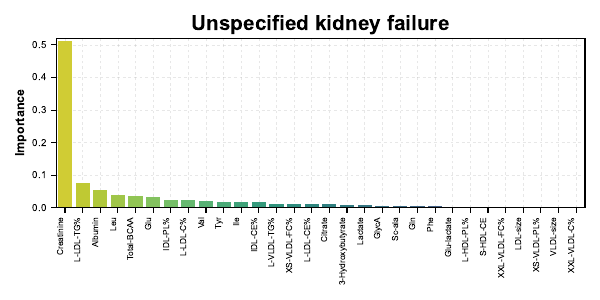 Unspecified kidney failure
Importance
0.5
0.4
0.3
0.2
0.1
0.0
Creatinine
L-LDL-TG%
Albumin
Leu
Total-BCAA
Glu
IDL-PL%
L-LDL-C%
Val
Tyr
Ile
IDL-CE%
L-VLDL-TG%
XS-VLDL-FC%
L-LDL-CE%
Citrate
3-Hydroxybutyrate
Lactate
GlycA
Sc-ala
Gln
Phe
Glu-lactate
L-HDL-PL%
S-HDL-CE
XXL-VLDL-FC%
LDL-size
XS-VLDL-PL%
VLDL-size
XXL-VLDL-C%